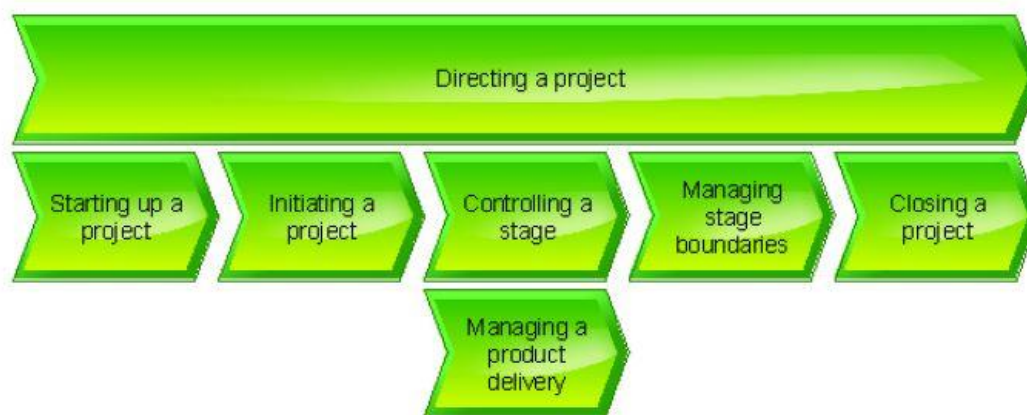 Directing a project
Starting up a
project
Initiating a
project
Controlling a
stage
Managing
stage
boundaries
Closing a
project
Managing a
product
delivery